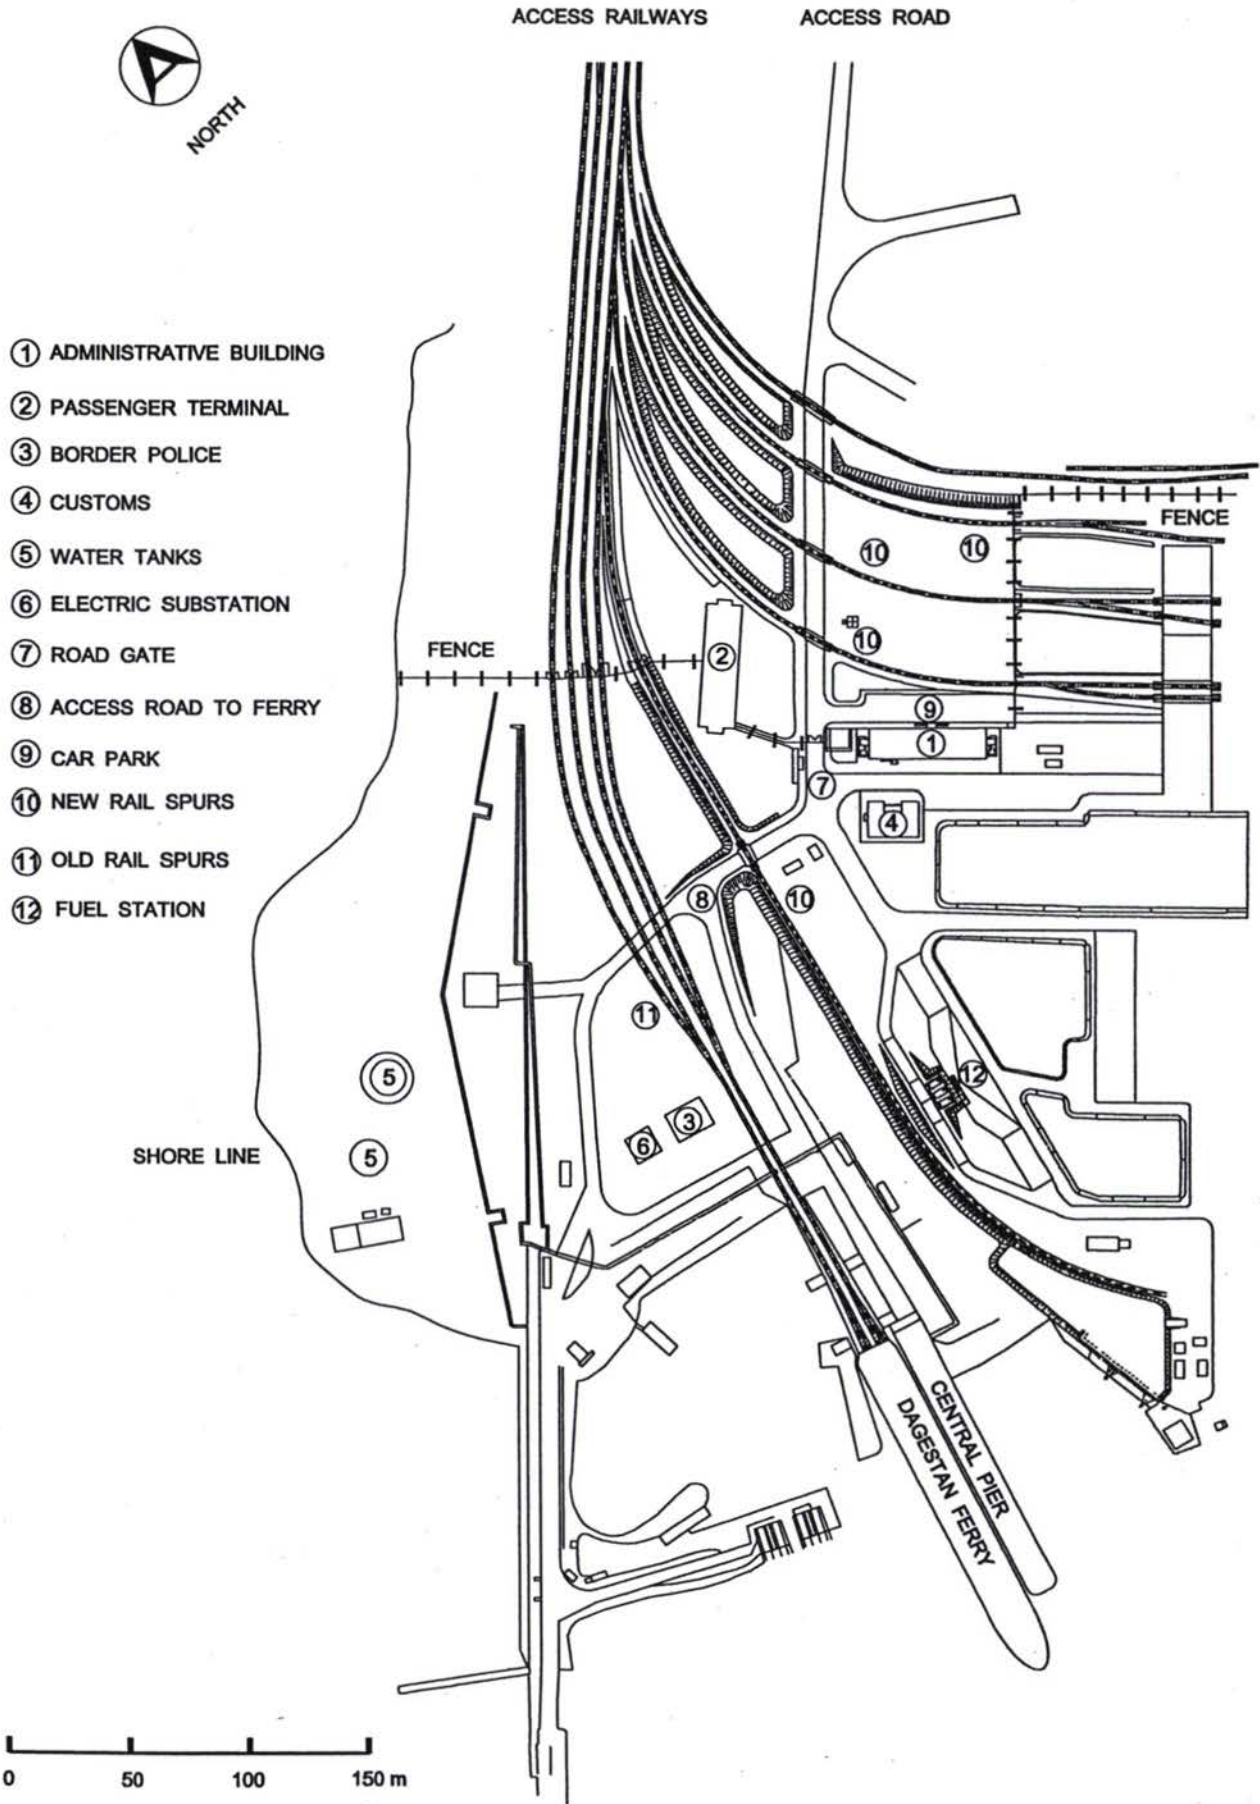 ACCESS RAILWAYS
ACCESS ROAD
NORTH
① ADMINISTRATIVE BUILDING
② PASSENGER TERMINAL
③ BORDER POLICE
④ CUSTOMS
⑤ WATER TANKS
⑥ ELECTRIC SUBSTATION
⑦ ROAD GATE
⑧ ACCESS ROAD TO FERRY
⑨ CAR PARK
⑩ NEW RAIL SPURS
⑪ OLD RAIL SPURS
⑫ FUEL STATION
FENCE
⑩
⑩
⑩
FENCE
②
⑨
①
⑦
④
⑧
⑩
⑪
⑤
⑫
③
⑥
SHORE LINE
⑤
CENTRAL PIER
DAGESTAN FERRY
0 50 100 150 m